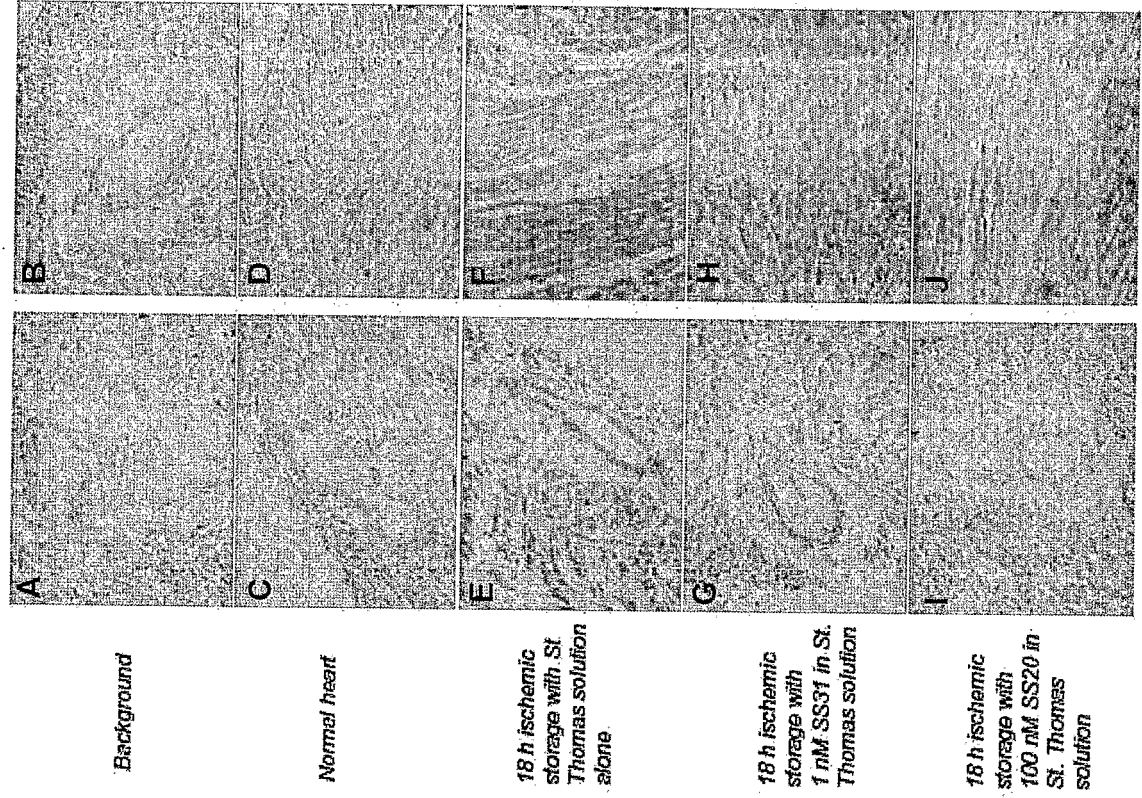 A
B
Background
C
D
Normal heart
E
F
18 h ischemic
storage with St.
Thomas solution
alone
G
H
18 h ischemic
storage with
1 nM SS31 in St.
Thomas solution
I
J
18 h ischemic
storage with
100 nM SS20 in
St. Thomas
solution